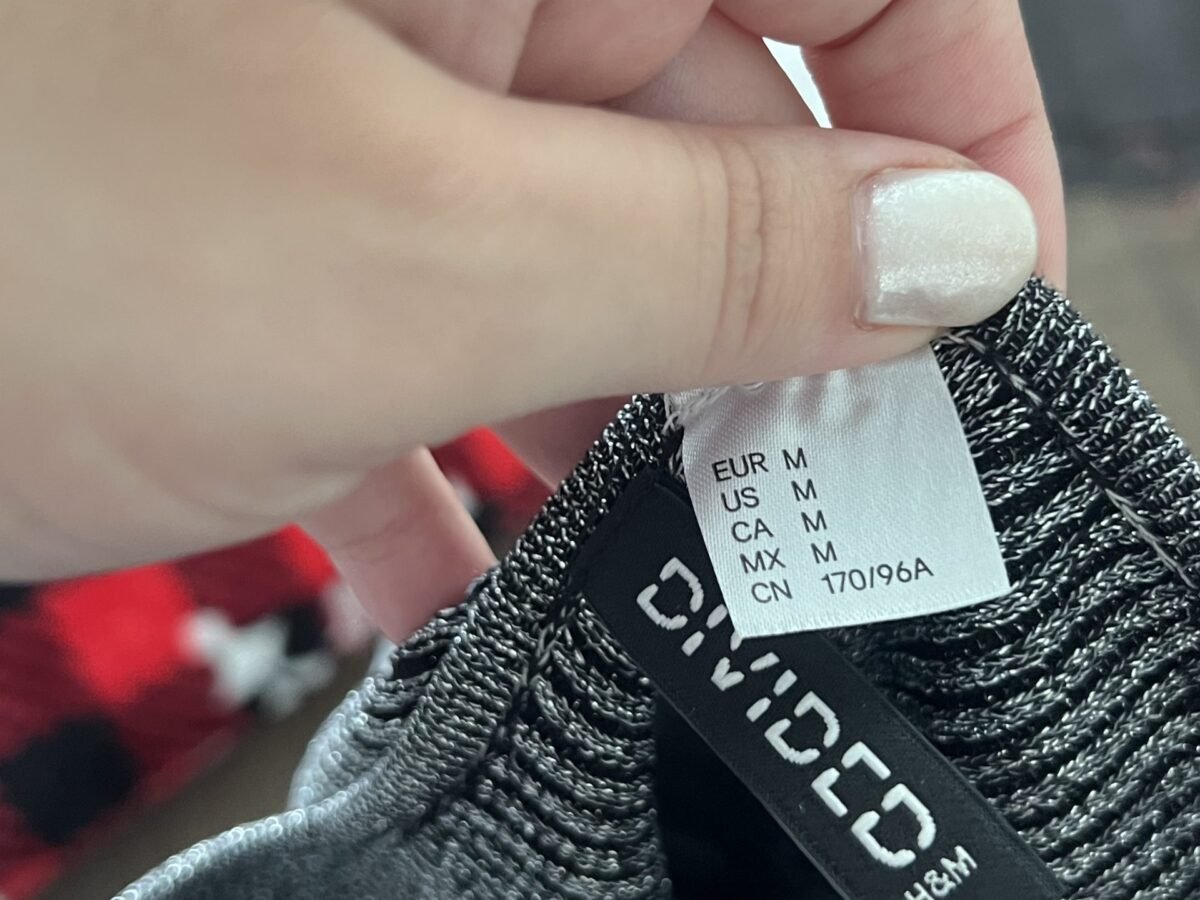 EUR M
US M
CA M
MX M
CN 170/96A
DIVIDED
H&M